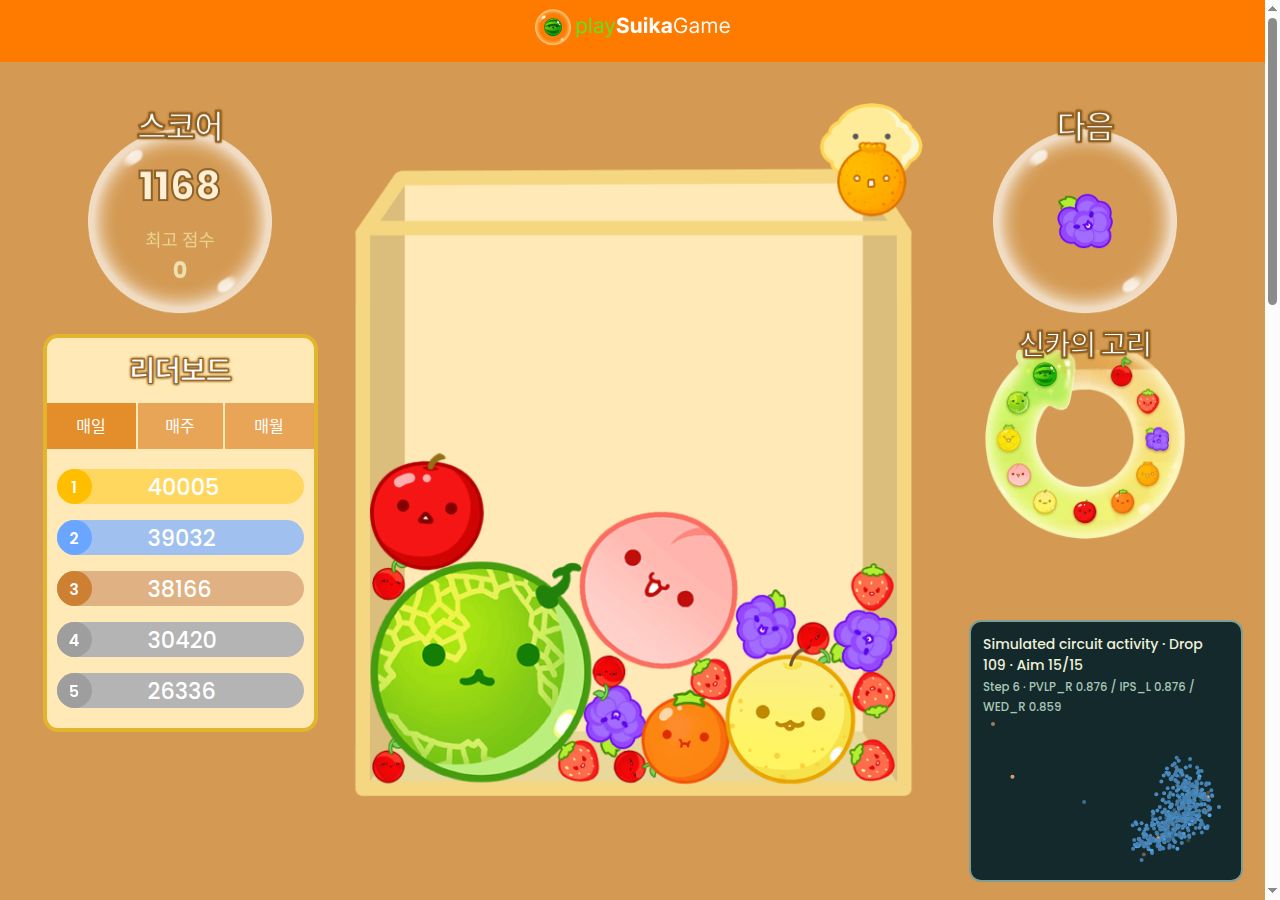 playSuikaGame
스코어
1168
최고 점수
0
다음
신카의 고리
리더보드
매일 매주 매월
1 40005
2 39032
3 38166
4 30420
5 26336
Simulated circuit activity · Drop
109 · Aim 15/15
Step 6 · PVLP_R 0.876 / IPS_L 0.876 /
WED_R 0.859